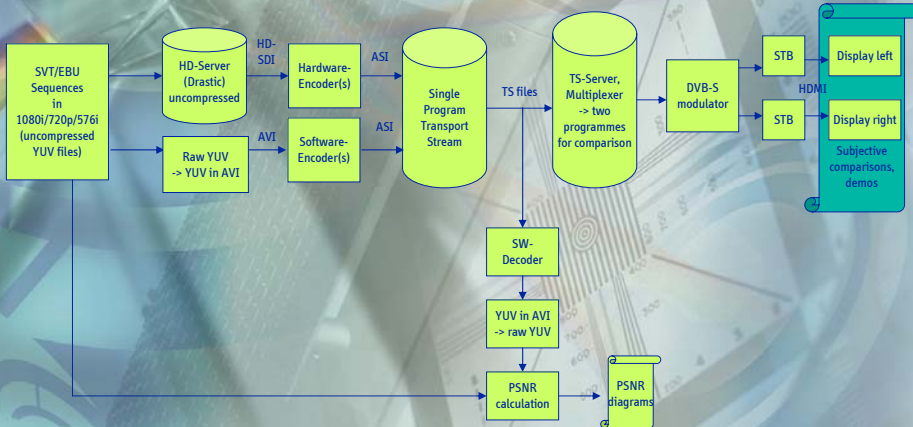 SVT/EBU
Sequences
in
1080i/720p/576i
(uncompressed
YUV files)
HD-Server
(Drastic)
uncompressed
HD-
SDI
Hardware-
Encoder(s)
ASI
Raw YUV
-> YUV in AVI
AVI
Software-
Encoder(s)
ASI
Single
Program
Transport
Stream
TS files
TS-Server,
Multiplexer
-> two
programmes
for comparison
DVB-S
modulator
STB
STB
HDMI
Display left
Display right
Subjective
comparisons,
demos
SW-
Decoder
YUV in AVI
-> raw YUV
PSNR
calculation
PSNR
diagrams